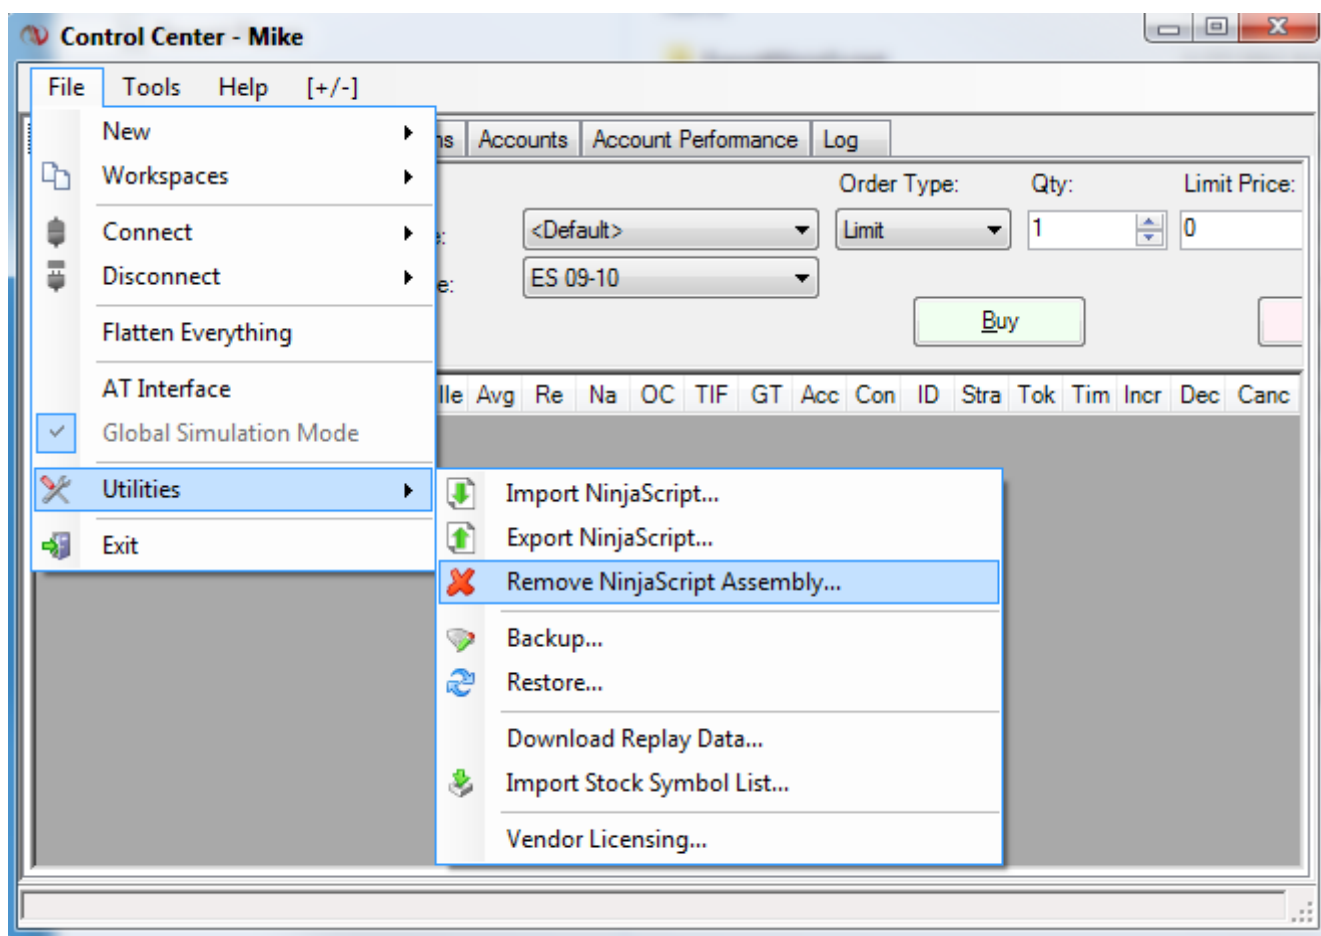 Control Center - Mike
File Tools Help [+/-]
New
Workspaces
Connect
Disconnect
Flatten Everything
AT Interface
Global Simulation Mode
Utilities
Exit
Accounts Account Performance Log
Order Type: Qty: Limit Price:
<Default> Limit 1 0
ES 09-10
Buy
Avg Re Na OC TIF GT Acc Con ID Stra Tok Tim Incr Dec Canc
Import NinjaScript...
Export NinjaScript...
Remove NinjaScript Assembly...
Backup...
Restore...
Download Replay Data...
Import Stock Symbol List...
Vendor Licensing...